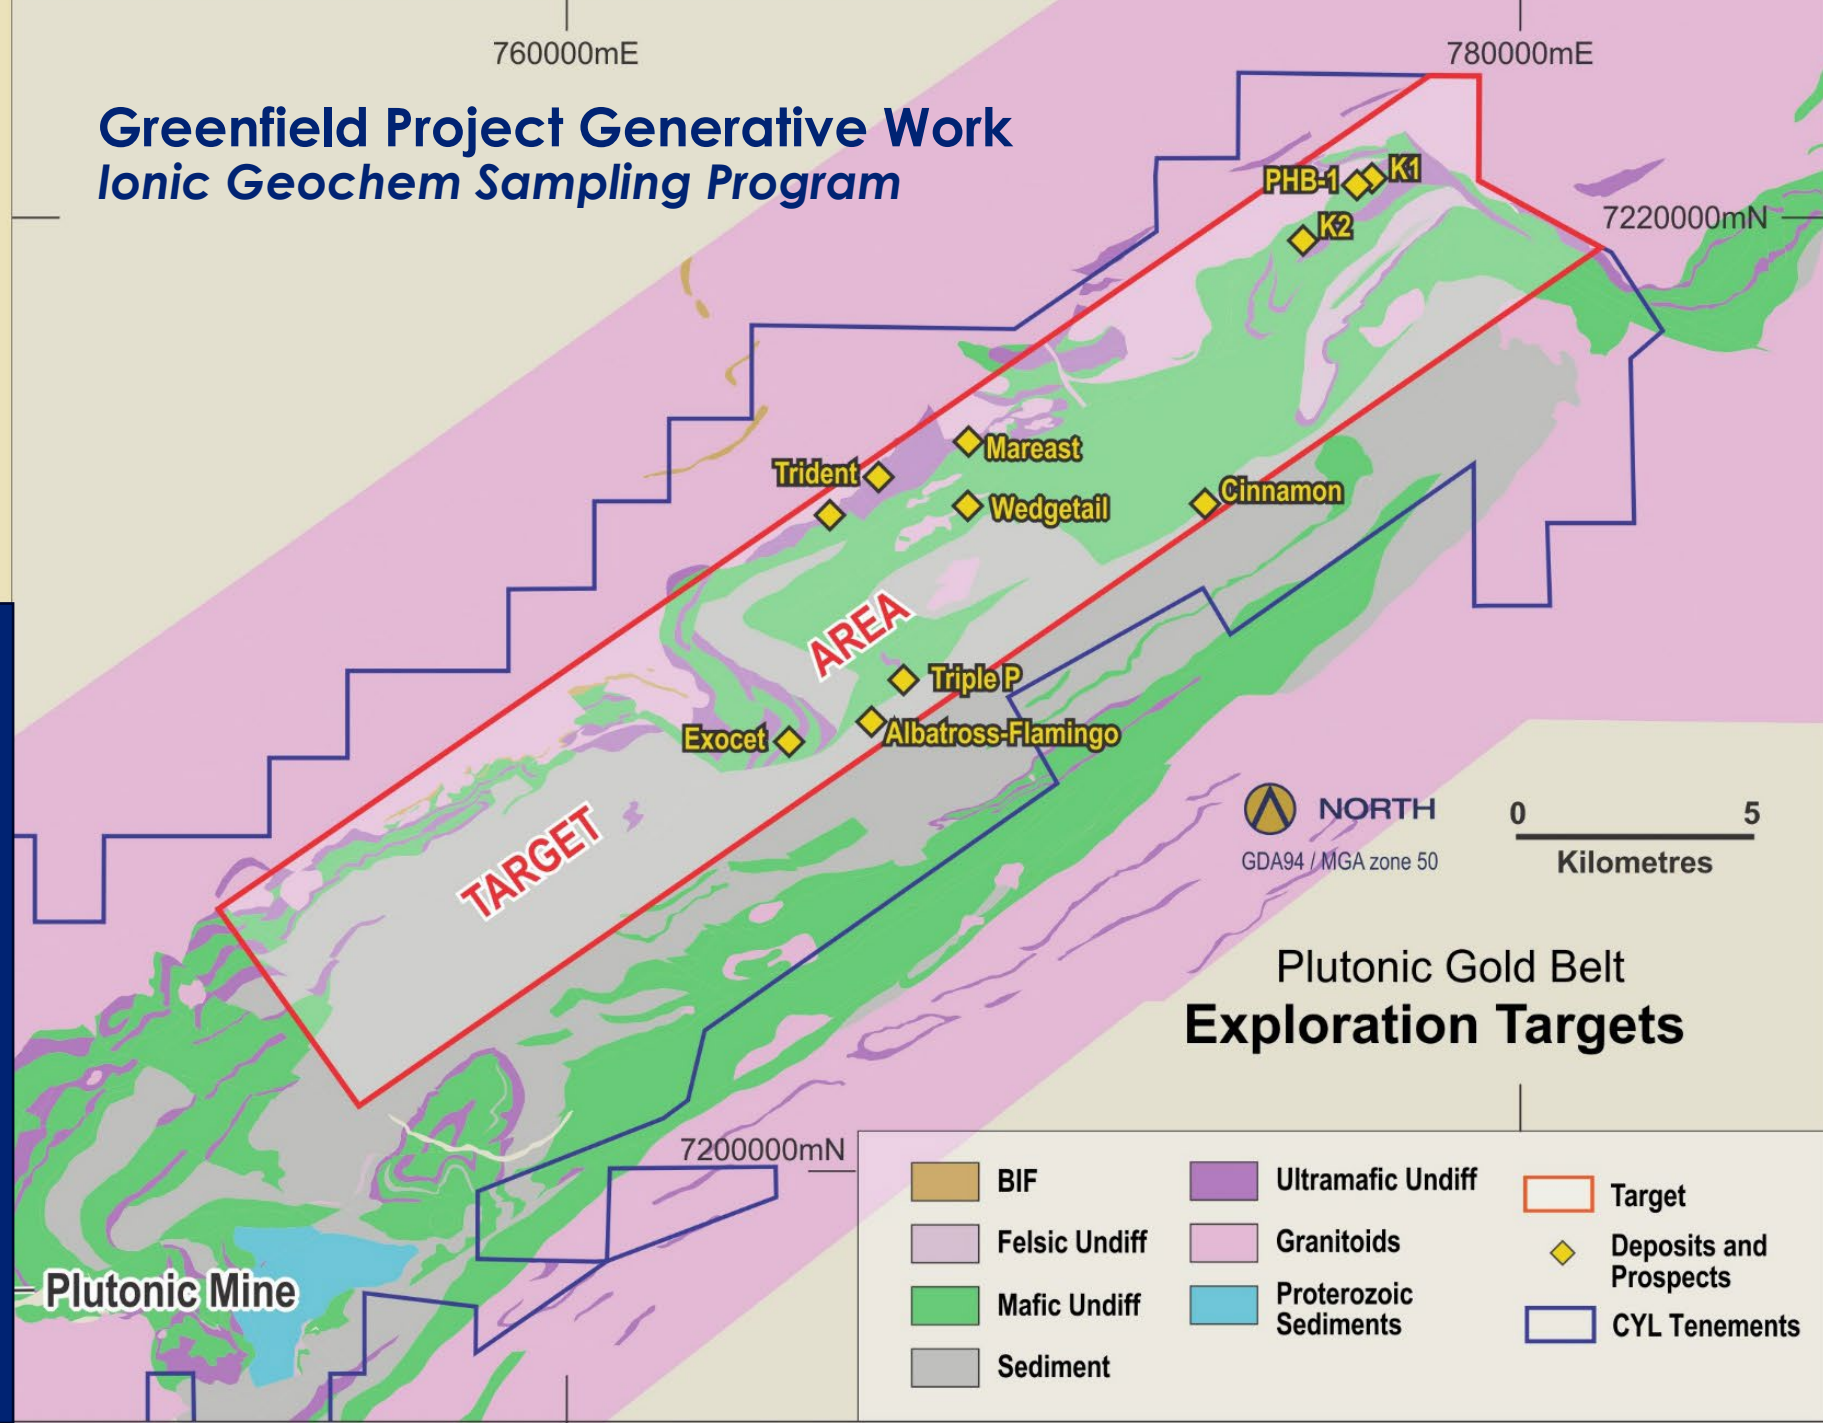 760000mE
780000mE
Greenfield Project Generative Work
Ionic Geochem Sampling Program
PHB-1
K1
K2
7220000mN
Mareast
Trident
Wedgetail
Cinnamon
AREA
Triple P
Exocet
Albatross-Flamingo
TARGET
NORTH
GDA94 / MGA zone 50
0 5
Kilometres
Plutonic Gold Belt
Exploration Targets
7200000mN
Plutonic Mine
BIF
Felsic Undiff
Mafic Undiff
Sediment
Ultramafic Undiff
Granitoids
Proterozoic
Sediments
Target
Deposits and
Prospects
CYL Tenements